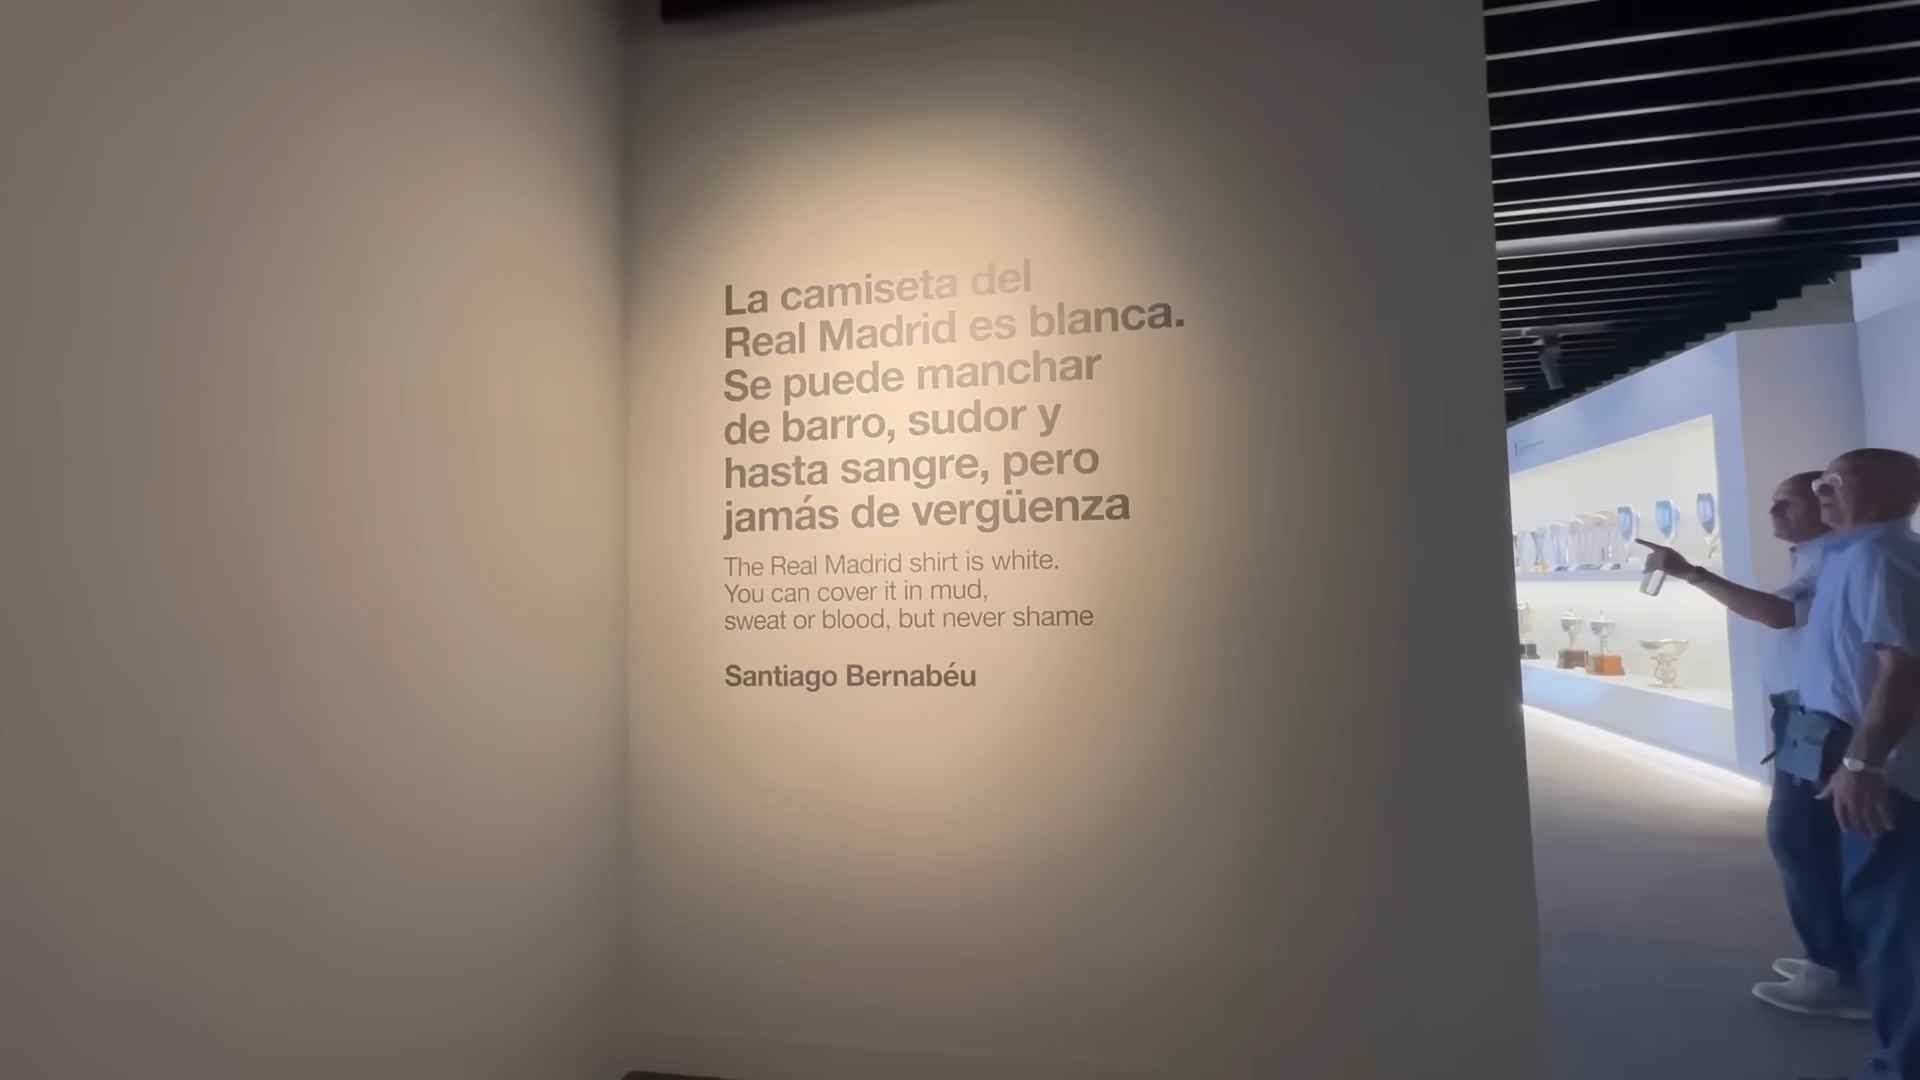 La camiseta del
Real Madrid es blanca.
Se puede manchar
de barro, sudor y
hasta sangre, pero
jamás de vergüenza
The Real Madrid shirt is white.
You can cover it in mud,
sweat or blood, but never shame
Santiago Bernabéu